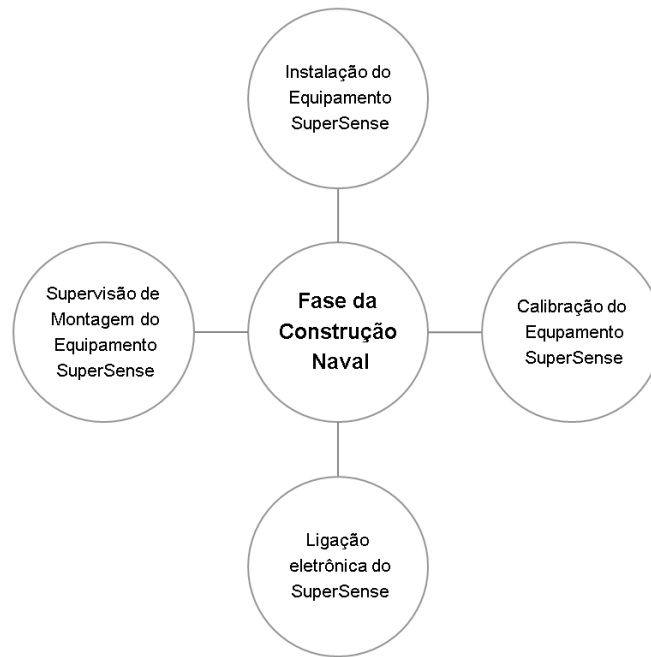 Instalação do
Equipamento
SuperSense
Supervisão de
Montagem do
Equipamento
SuperSense
Fase da
Construção
Naval
Calibração do
Equpamento
SuperSense
Ligação
eletrônica do
SuperSense